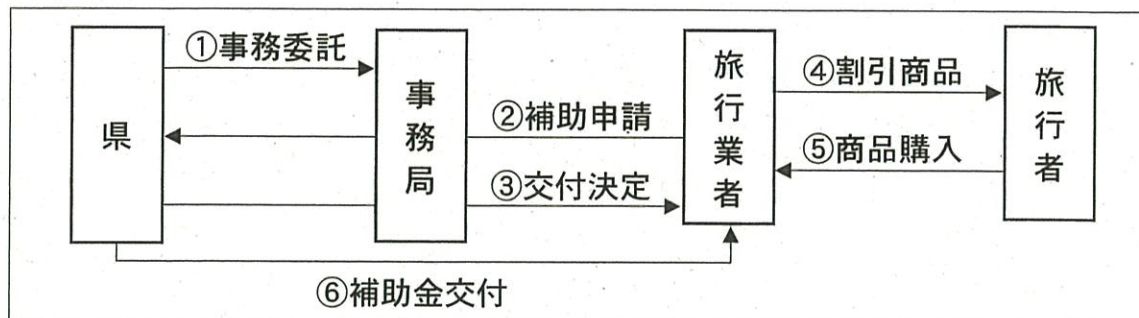 県
①事務委託
事務局
②補助申請
③交付決定
旅行業者
④割引商品
⑤商品購入
旅行者
⑥補助金交付